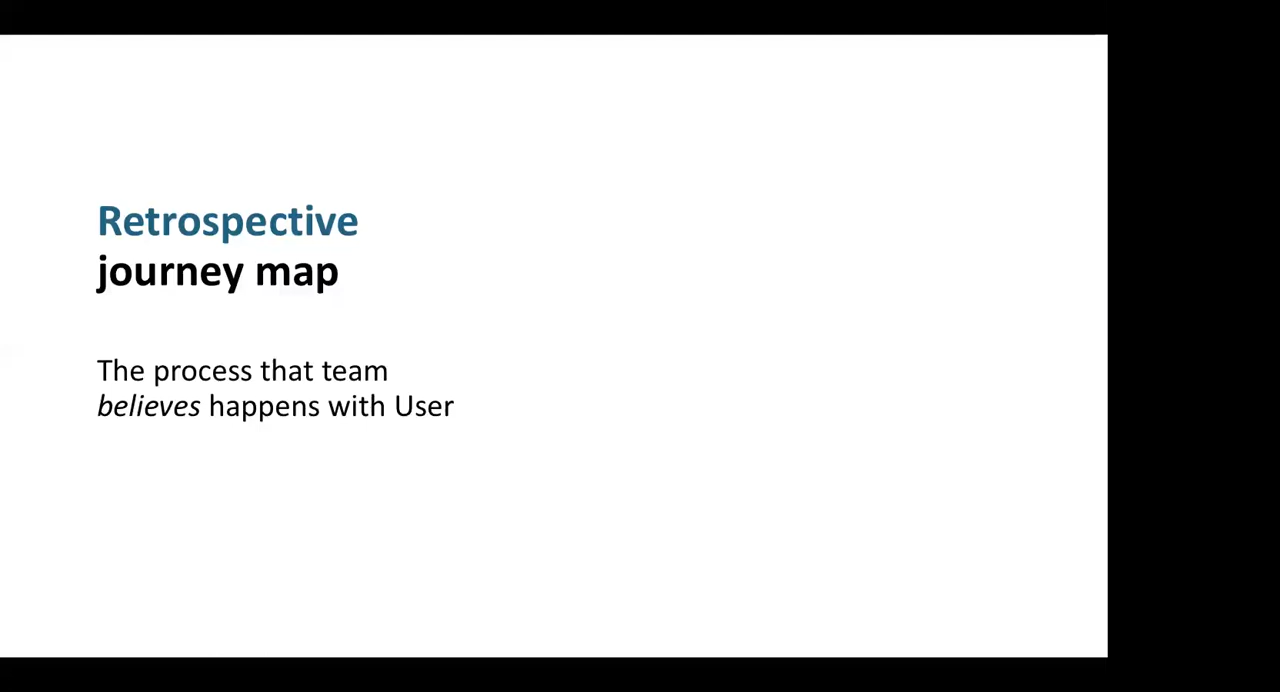 Retrospective
journey map
The process that team
believes happens with User